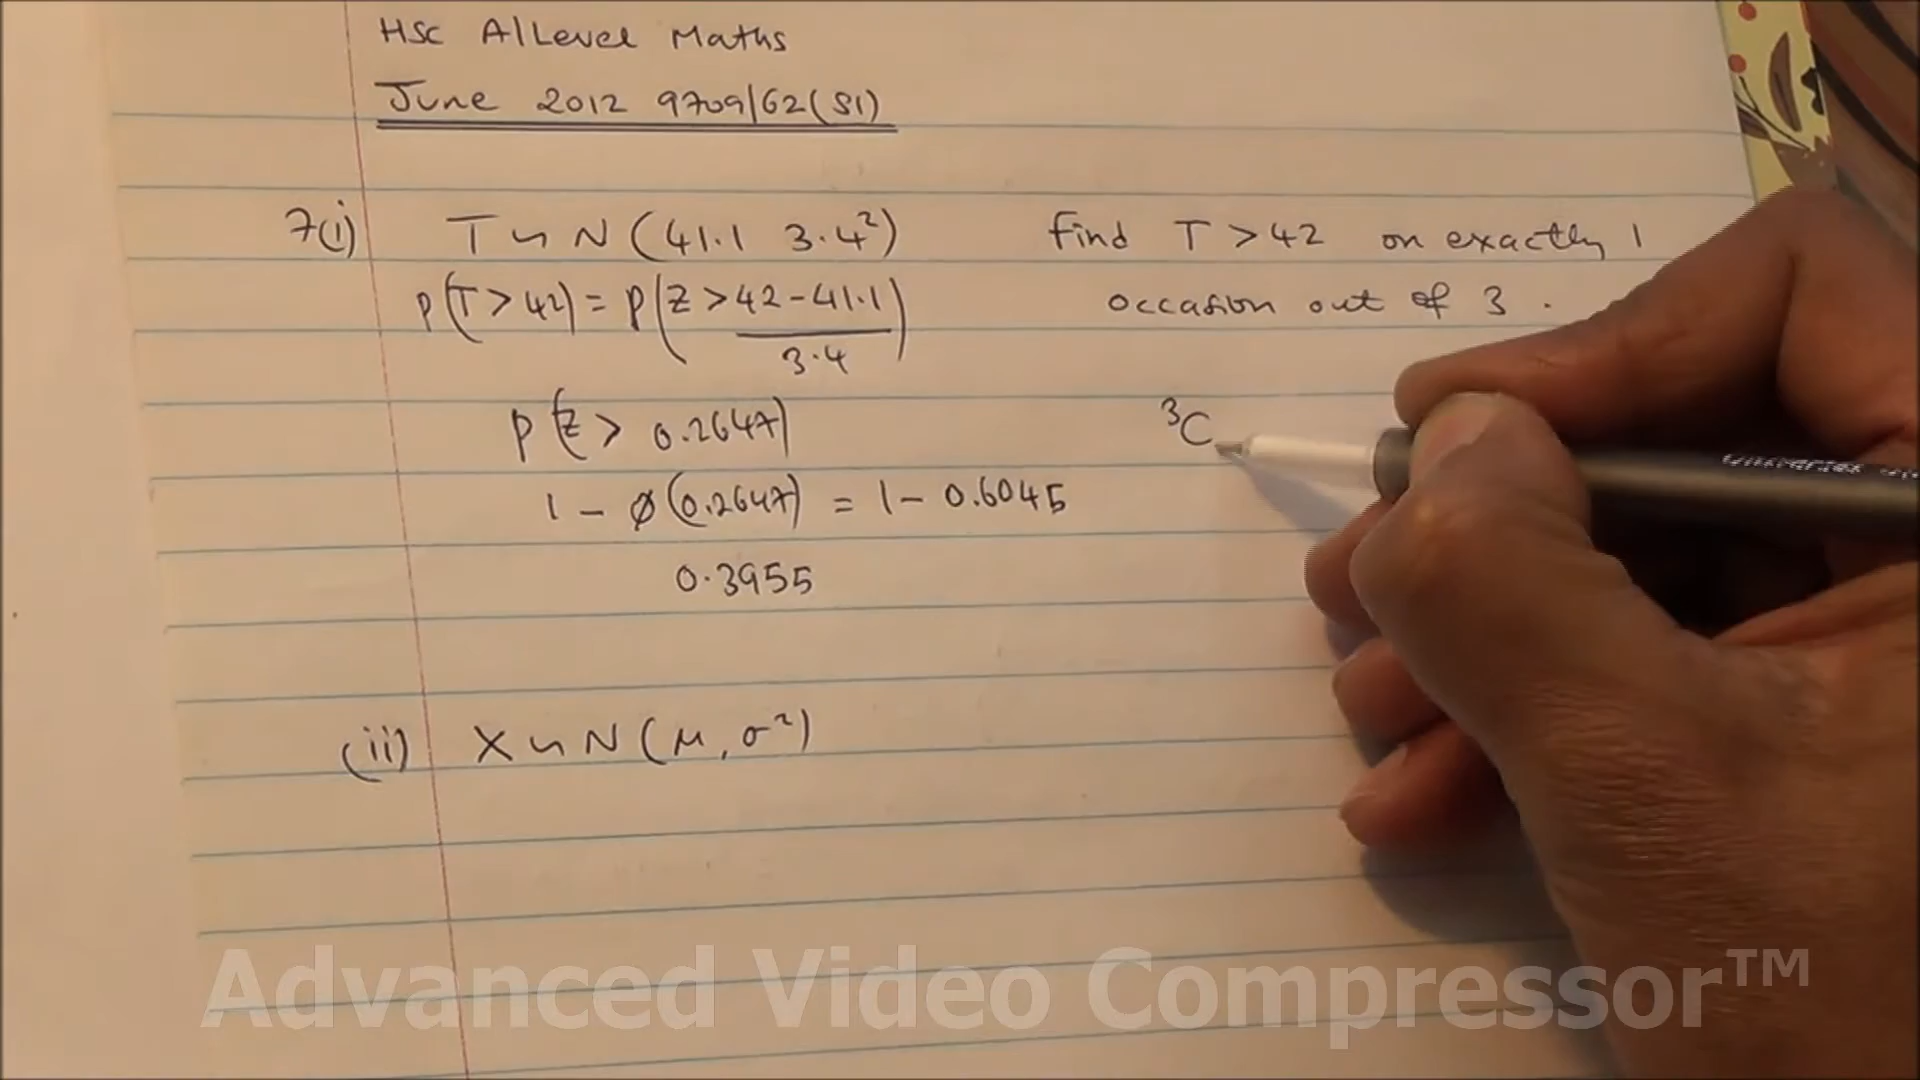 HSC A/Level Maths
June 2012 9709/62(S1)
7(i) T ~ N (41.1 3.4²) Find T > 42 on exactly 1
P(T > 42) = P(Z > 42 - 41.1 / 3.4) occasion out of 3.
P(Z > 0.2647) ³C
1 - Ø(0.2647) = 1 - 0.6045
0.3955
(ii) X ~ N (μ, σ²)
Advanced Video Compressor™